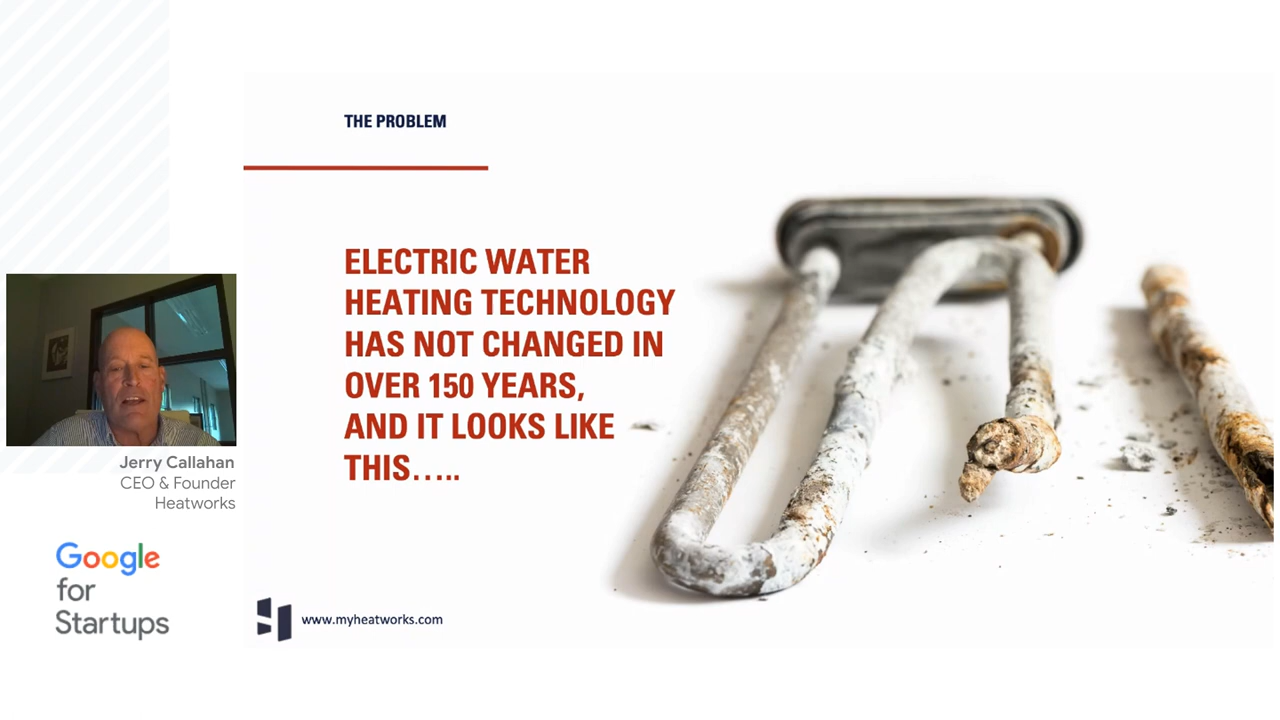 THE PROBLEM
ELECTRIC WATER
HEATING TECHNOLOGY
HAS NOT CHANGED IN
OVER 150 YEARS,
AND IT LOOKS LIKE
THIS.....
Jerry Callahan
CEO & Founder
Heatworks
Google
for
Startups
www.myheatworks.com